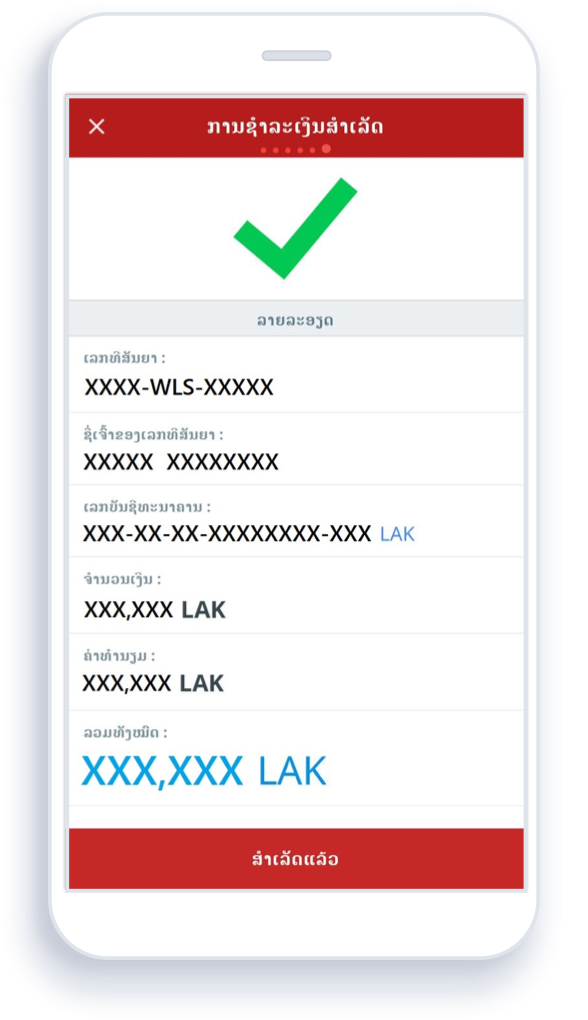 ການຊຳລະເງິນສຳເລັດ
ລາຍລະອຽດ
ເລກທີສັນຍາ :
XXXX-WLS-XXXXX
ຊື່ເຈົ້າຂອງເລກທີສັນຍາ :
XXXXX XXXXXXXX
ເລກບັນຊີທະນາຄານ :
XXX-XX-XX-XXXXXXXX-XXX LAK
ຈຳນວນເງິນ :
XXX,XXX LAK
ຄ່າທຳນຽມ :
XXX,XXX LAK
ລວມທັງໝົດ :
XXX,XXX LAK
ສຳເລັດແລ້ວ